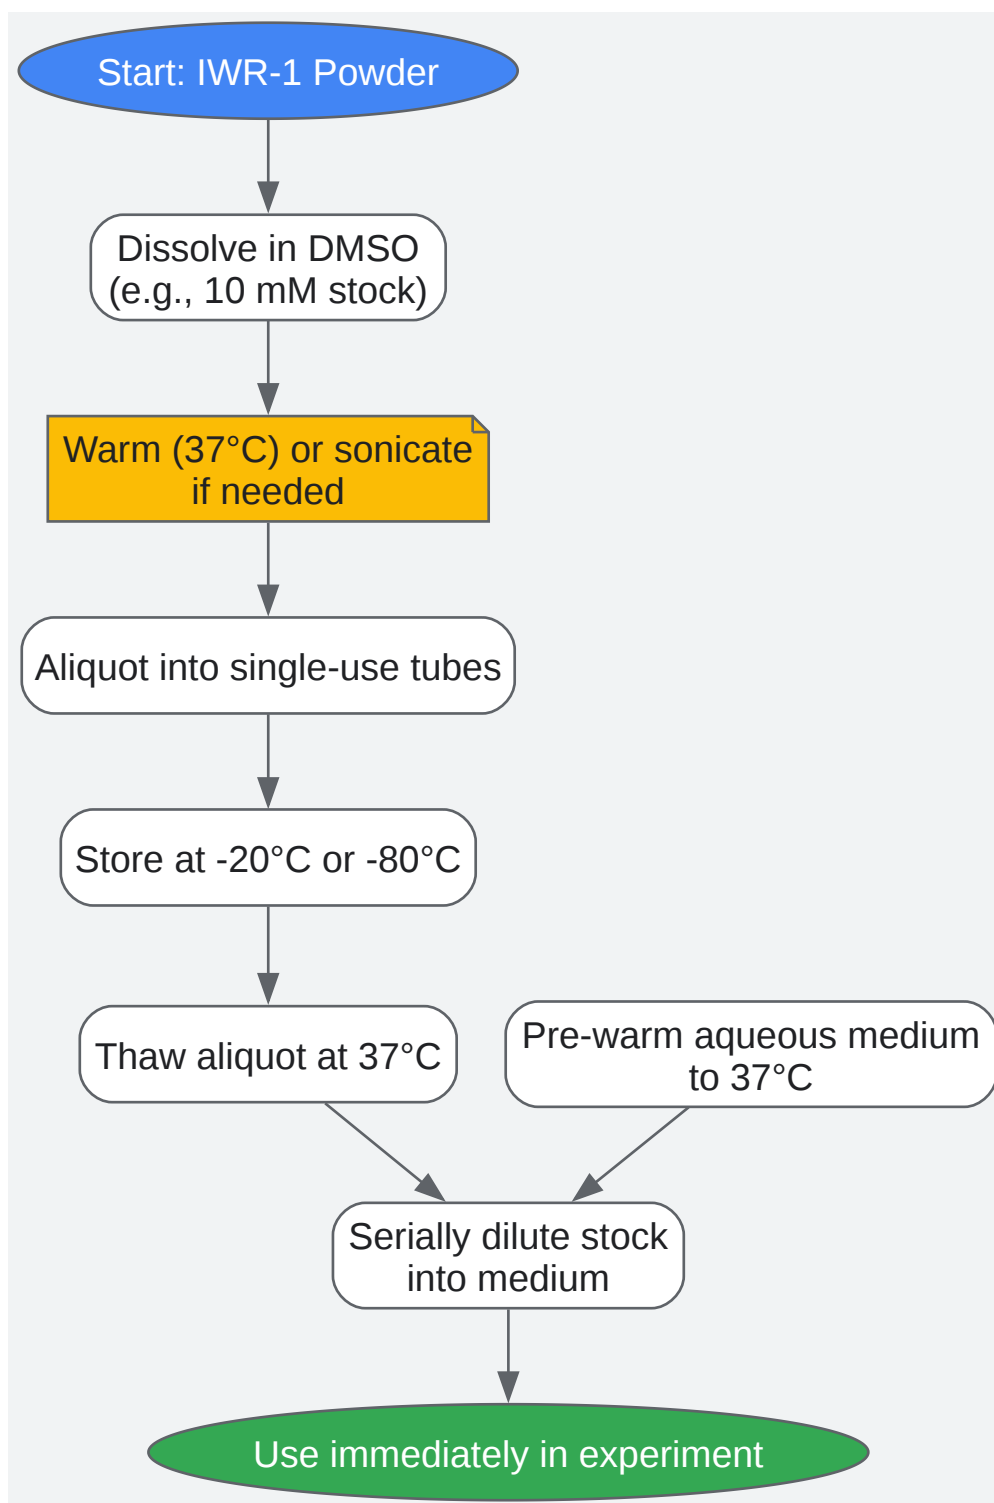 Start: IWR-1 Powder
Dissolve in DMSO
(e.g., 10 mM stock)
Warm (37°C) or sonicate
if needed
Aliquot into single-use tubes
Store at -20°C or -80°C
Thaw aliquot at 37°C
Pre-warm aqueous medium
to 37°C
Serially dilute stock
into medium
Use immediately in experiment